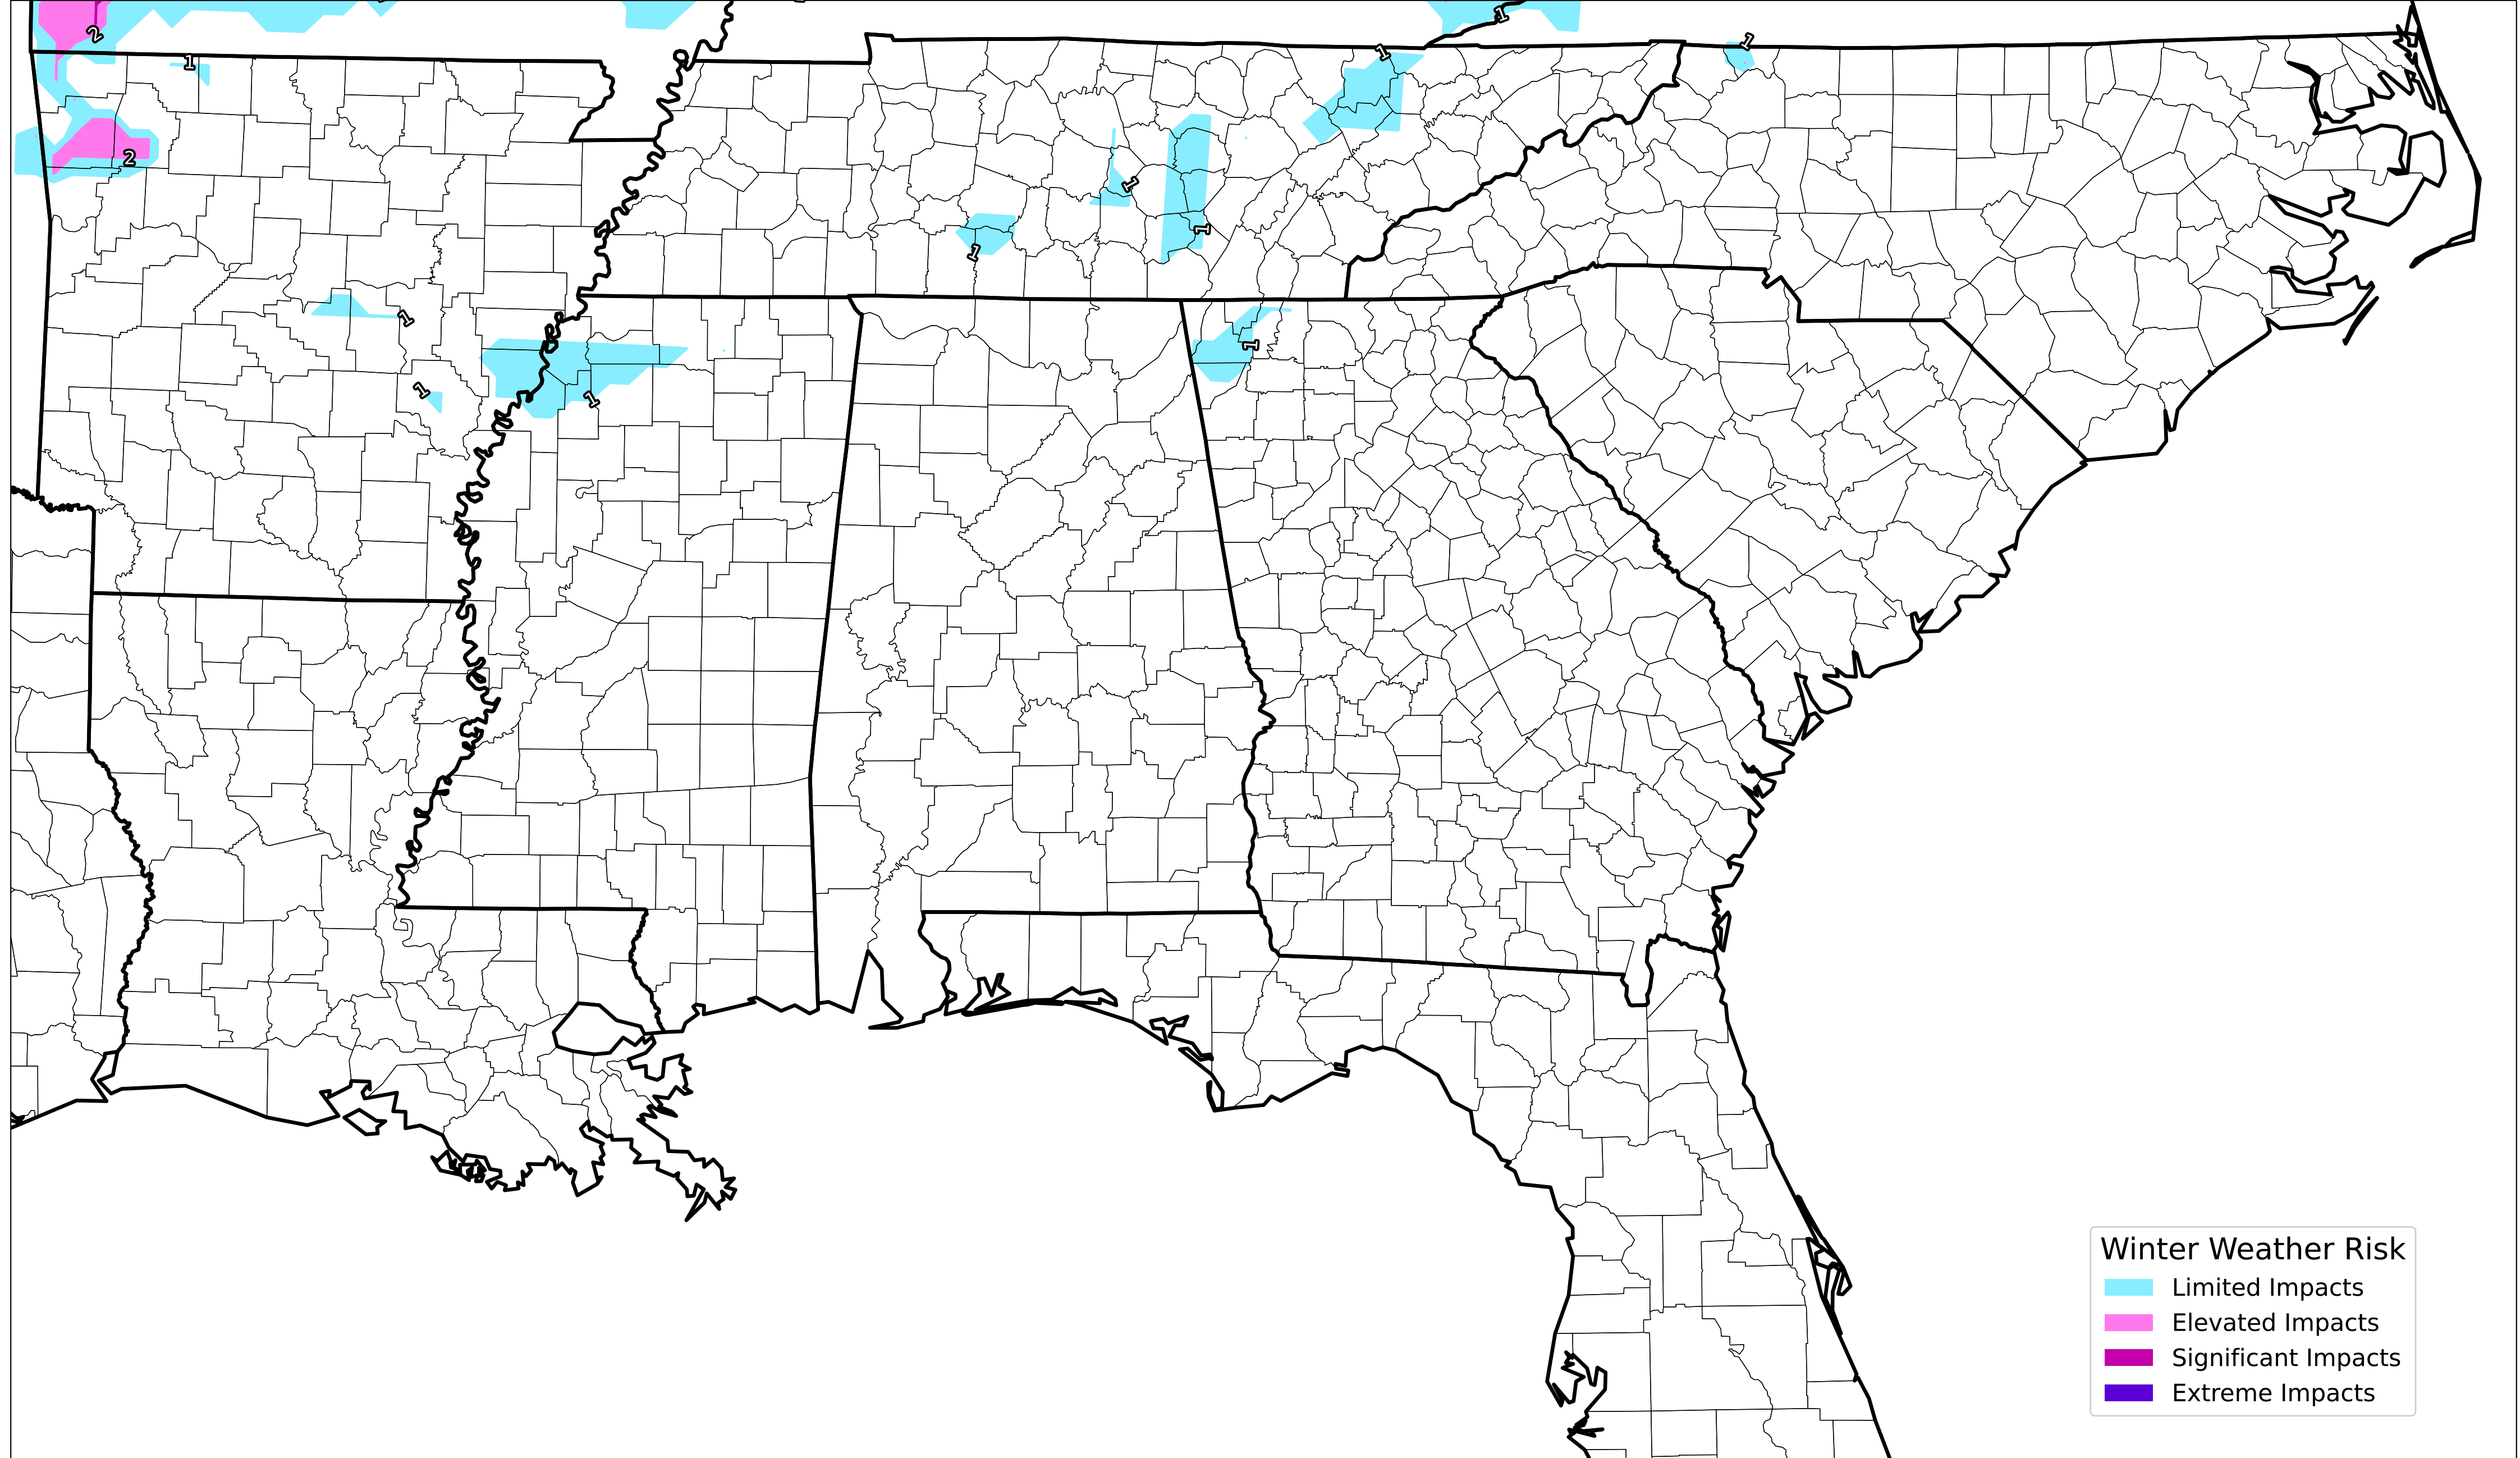 1
2
1
1
1
2
1
1
1
1
1
1
1
Winter Weather Risk
Limited Impacts
Elevated Impacts
Significant Impacts
Extreme Impacts